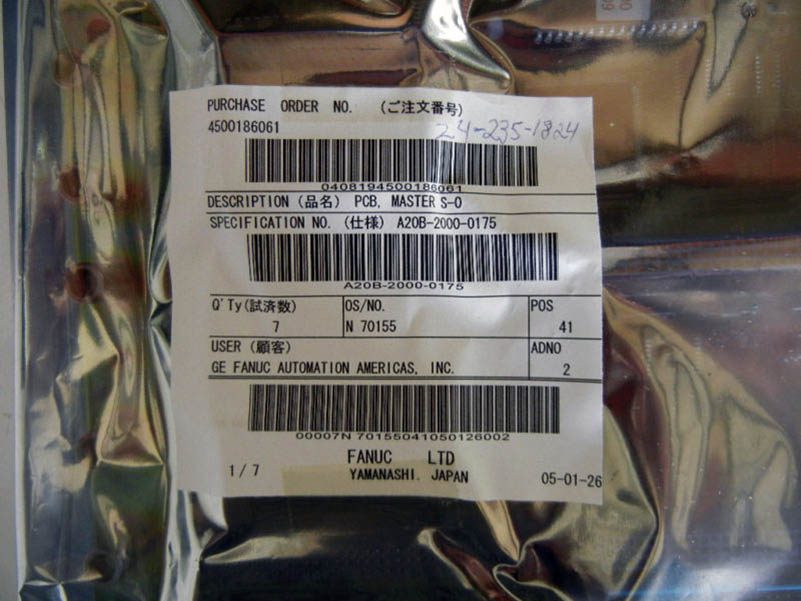 PURCHASE ORDER NO. (ご注文番号)
4500186061
24-235-1824
0408194500186061
DESCRIPTION (品名) PCB, MASTER S-O
SPECIFICATION NO. (仕様) A20B-2000-0175
A20B-2000-0175
Q'Ty(試済数) OS/NO. POS
7 N 70155 41
USER (顧客) ADNO
GE FANUC AUTOMATION AMERICAS, INC. 2
00007N 70155041050126002
FANUC LTD
1/7 YAMANASHI. JAPAN 05-01-26